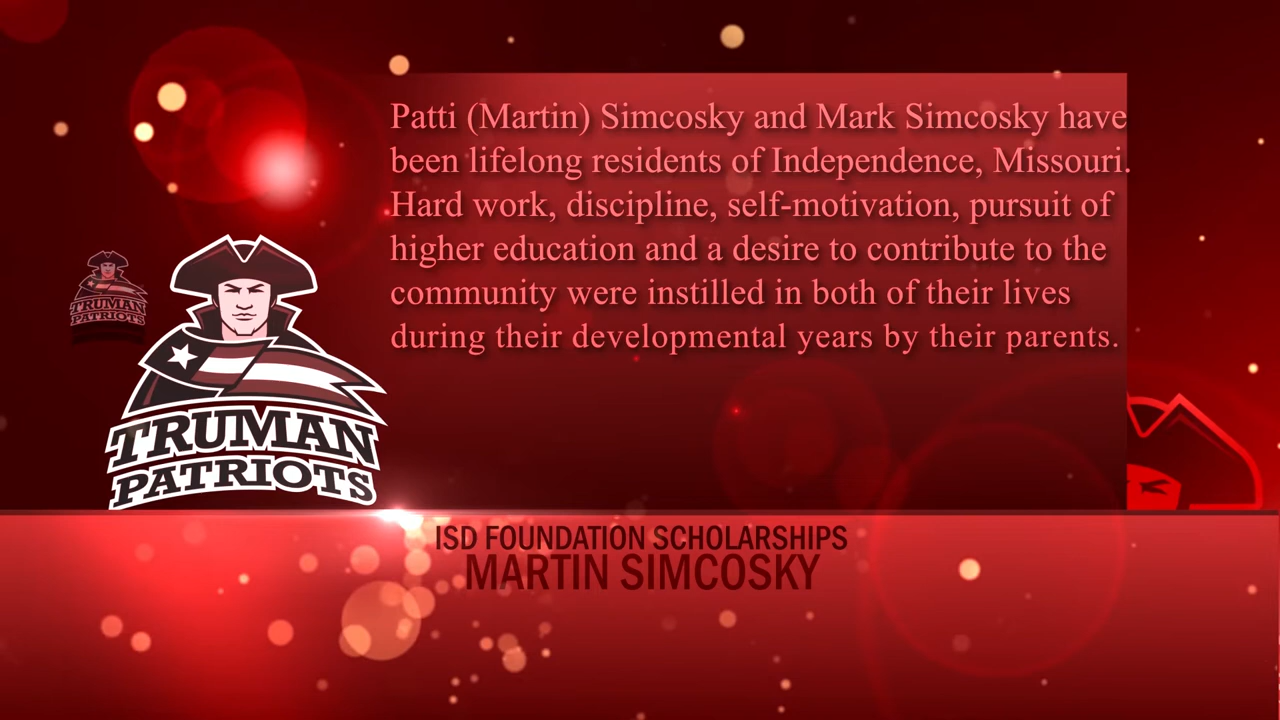 Patti (Martin) Simcosky and Mark Simcosky have
been lifelong residents of Independence, Missouri.
Hard work, discipline, self-motivation, pursuit of
higher education and a desire to contribute to the
community were instilled in both of their lives
during their developmental years by their parents.
TRUMAN
PATRIOTS
TRUMAN
PATRIOTS
ISD FOUNDATION SCHOLARSHIPS
MARTIN SIMCOSKY